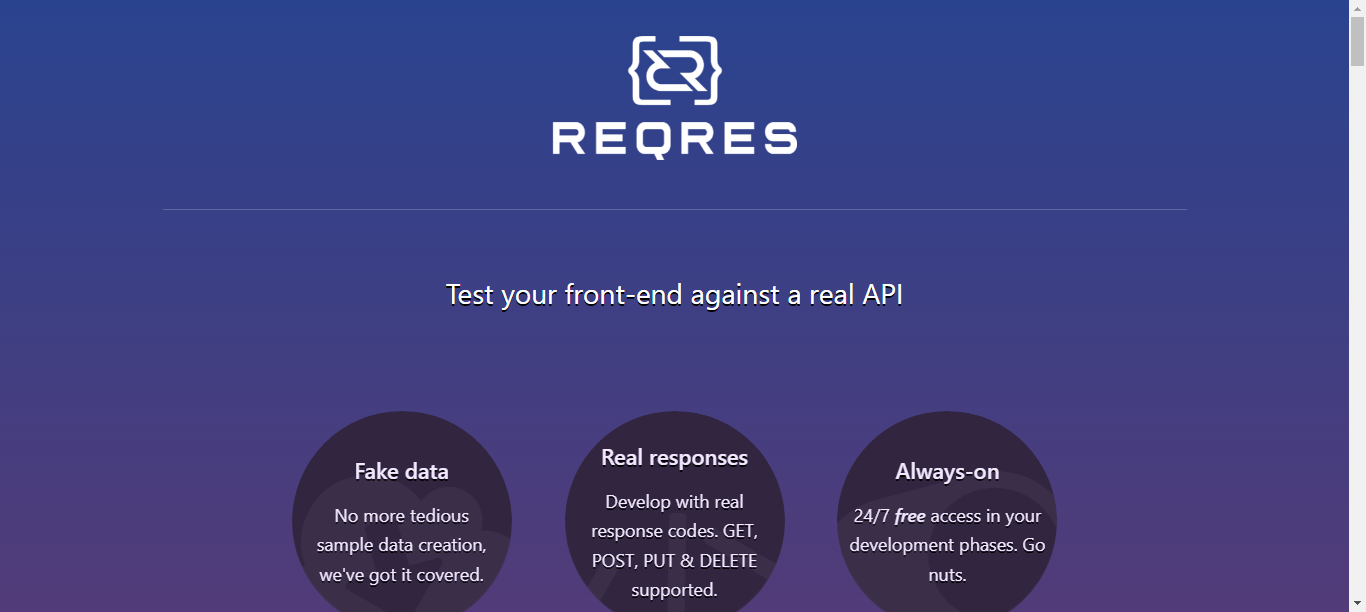 REQRES
Test your front-end against a real API
Fake data
No more tedious
sample data creation,
we've got it covered.
Real responses
Develop with real
response codes. GET,
POST, PUT & DELETE
supported.
Always-on
24/7 free access in your
development phases. Go
nuts.